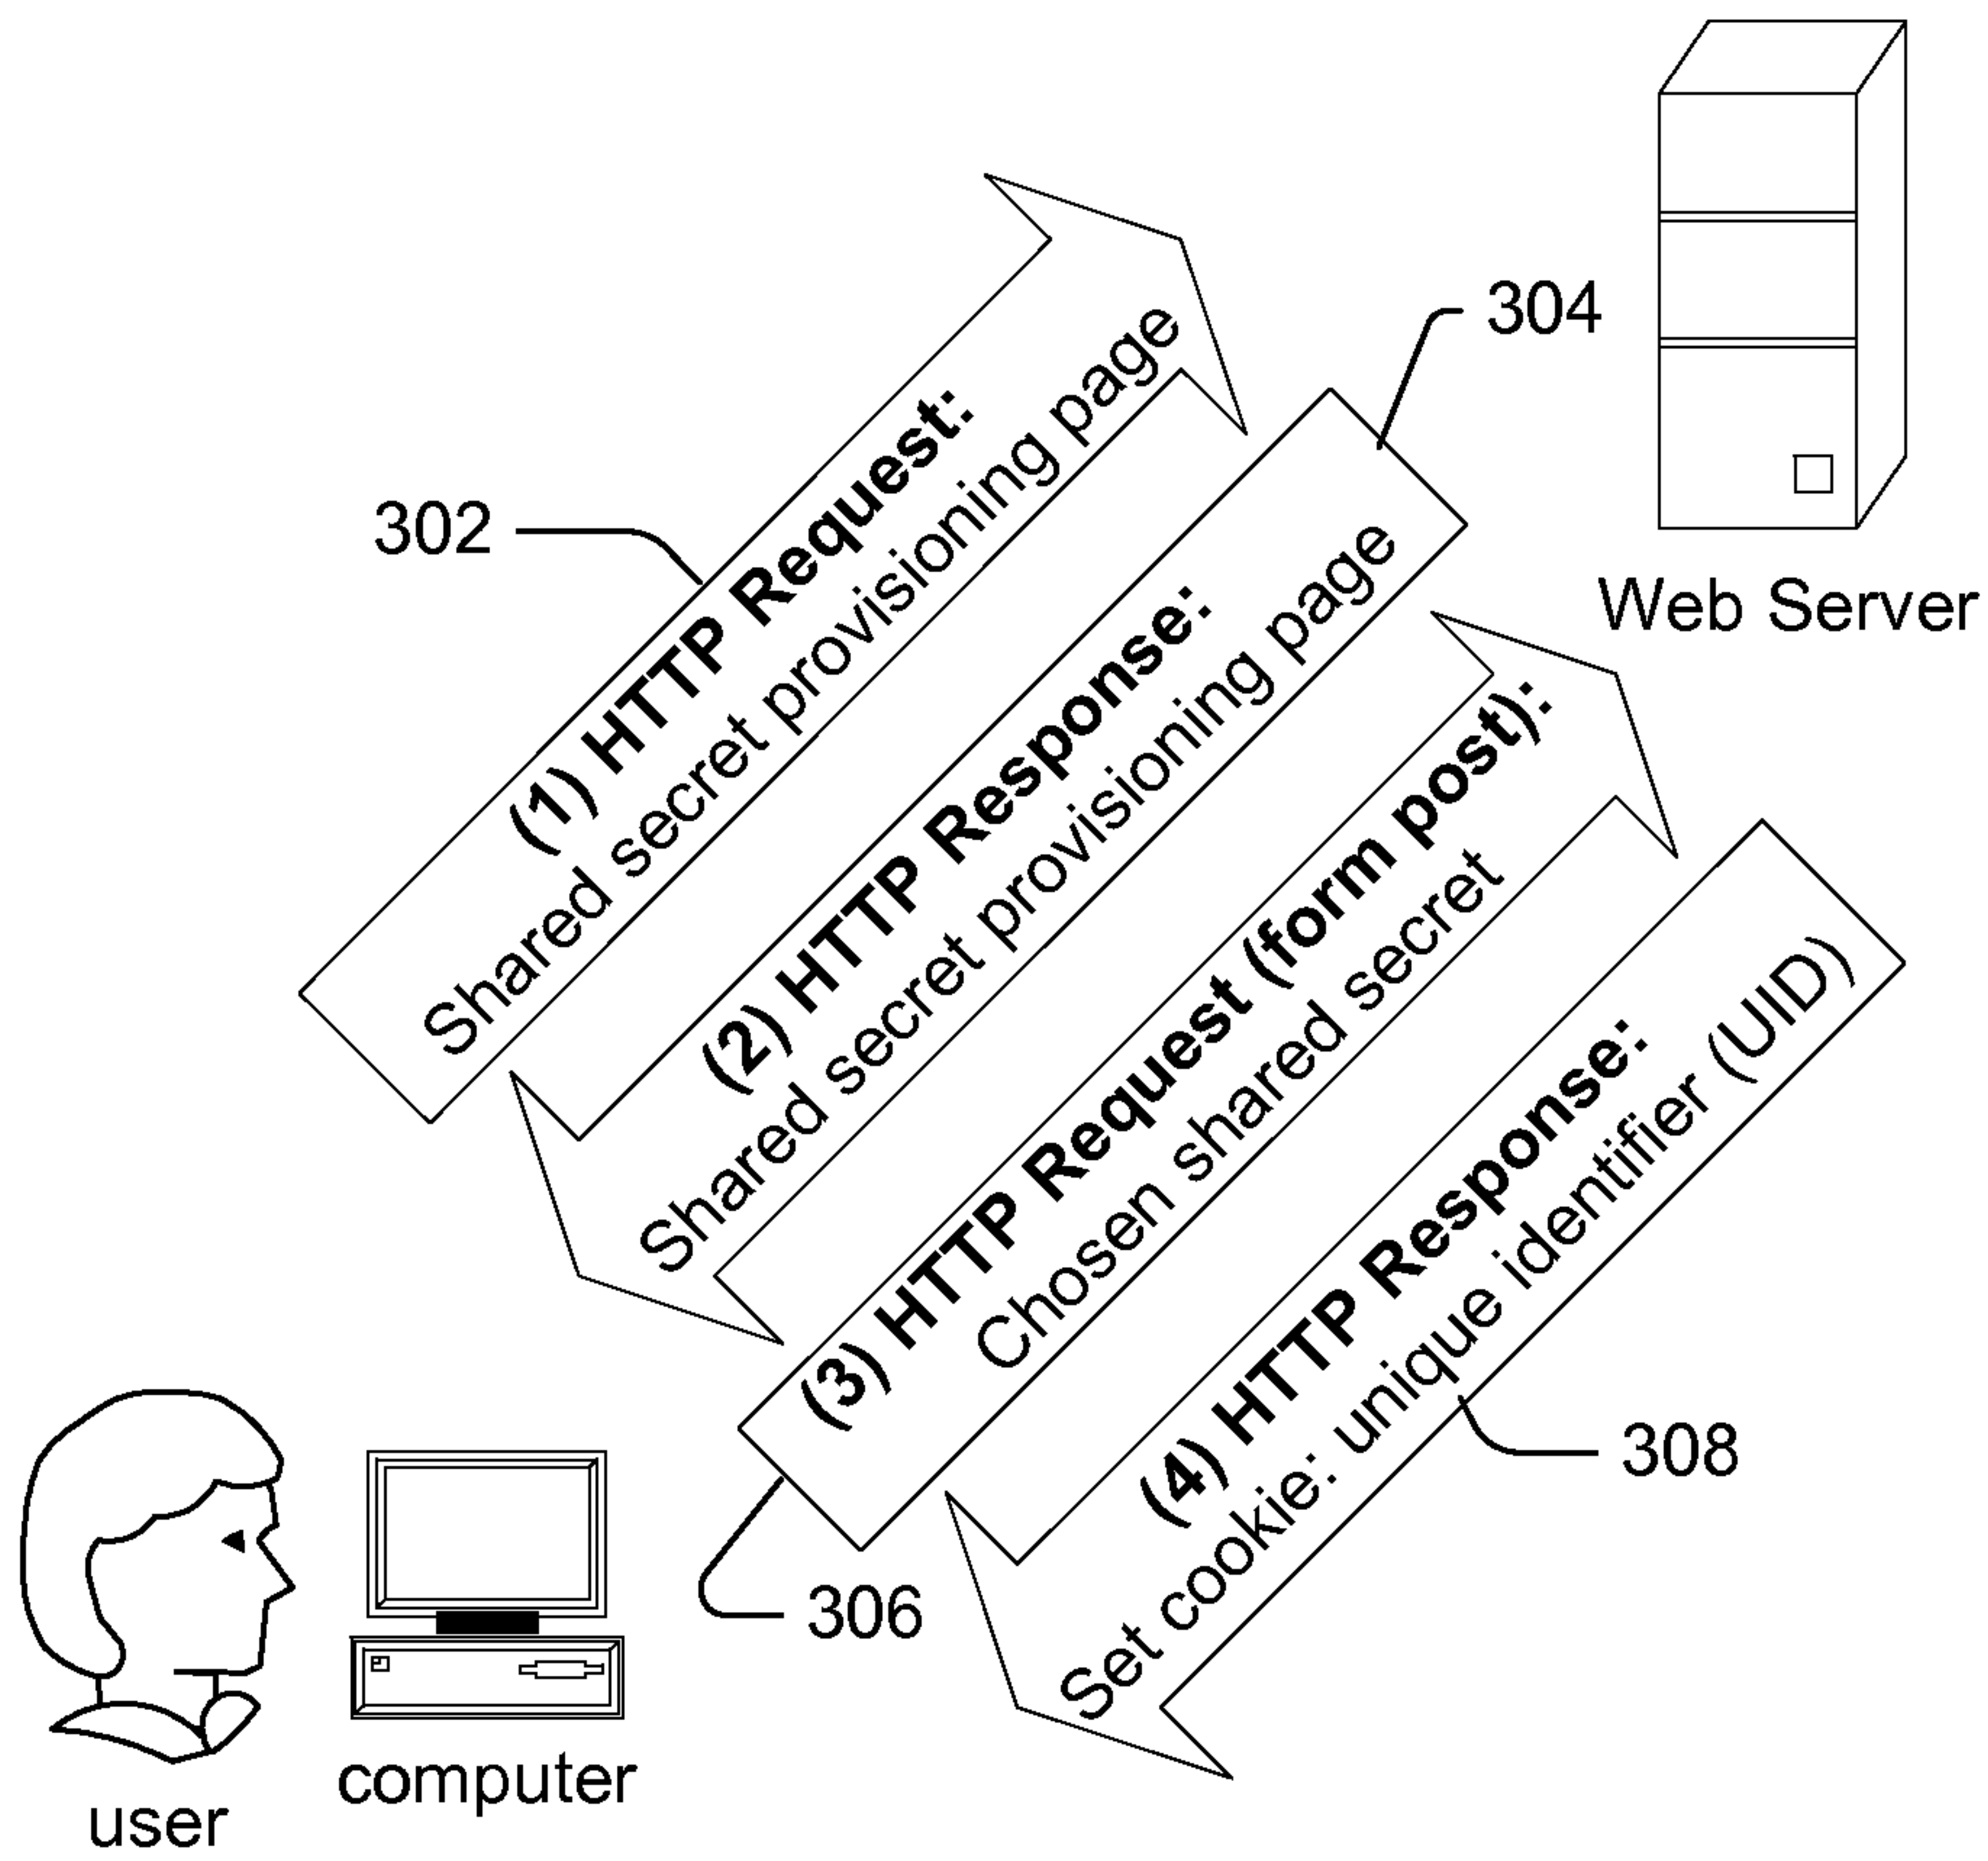 302
(1) HTTP Request:
Shared secret provisioning page
304
(2) HTTP Response:
Shared secret provisioning page
Web Server
(3) HTTP Request (form post):
Chosen shared secret
306
(4) HTTP Response:
Set cookie: unique identifier (UID)
308
user
computer